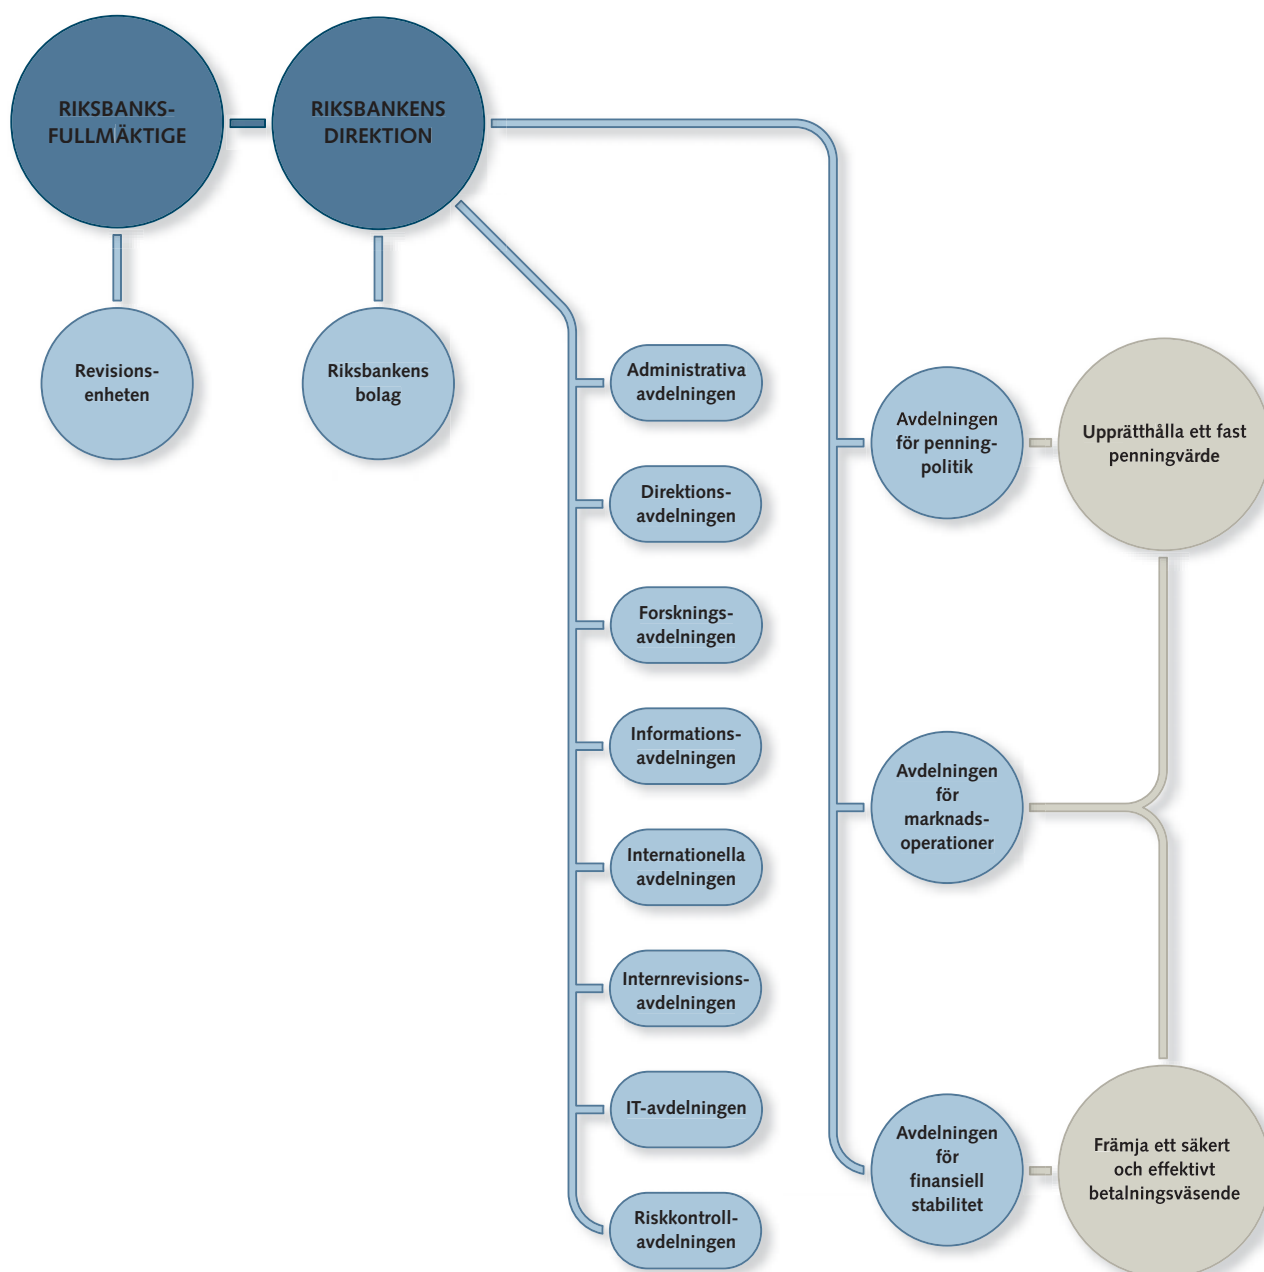 RIKSBANKS-
FULLMÄKTIGE
RIKSBANKENS
DIREKTION
Revisions-
enheten
Riksbankens
bolag
Administrativa
avdelningen
Direktions-
avdelningen
Forsknings-
avdelningen
Informations-
avdelningen
Internationella
avdelningen
Internrevisions-
avdelningen
IT-avdelningen
Riskkontroll-
avdelningen
Avdelningen
för penning-
politik
Avdelningen
för
marknads-
operationer
Avdelningen
för
finansiell
stabilitet
Upprätthålla ett fast
penningvärde
Främja ett säkert
och effektivt
betalningsväsende